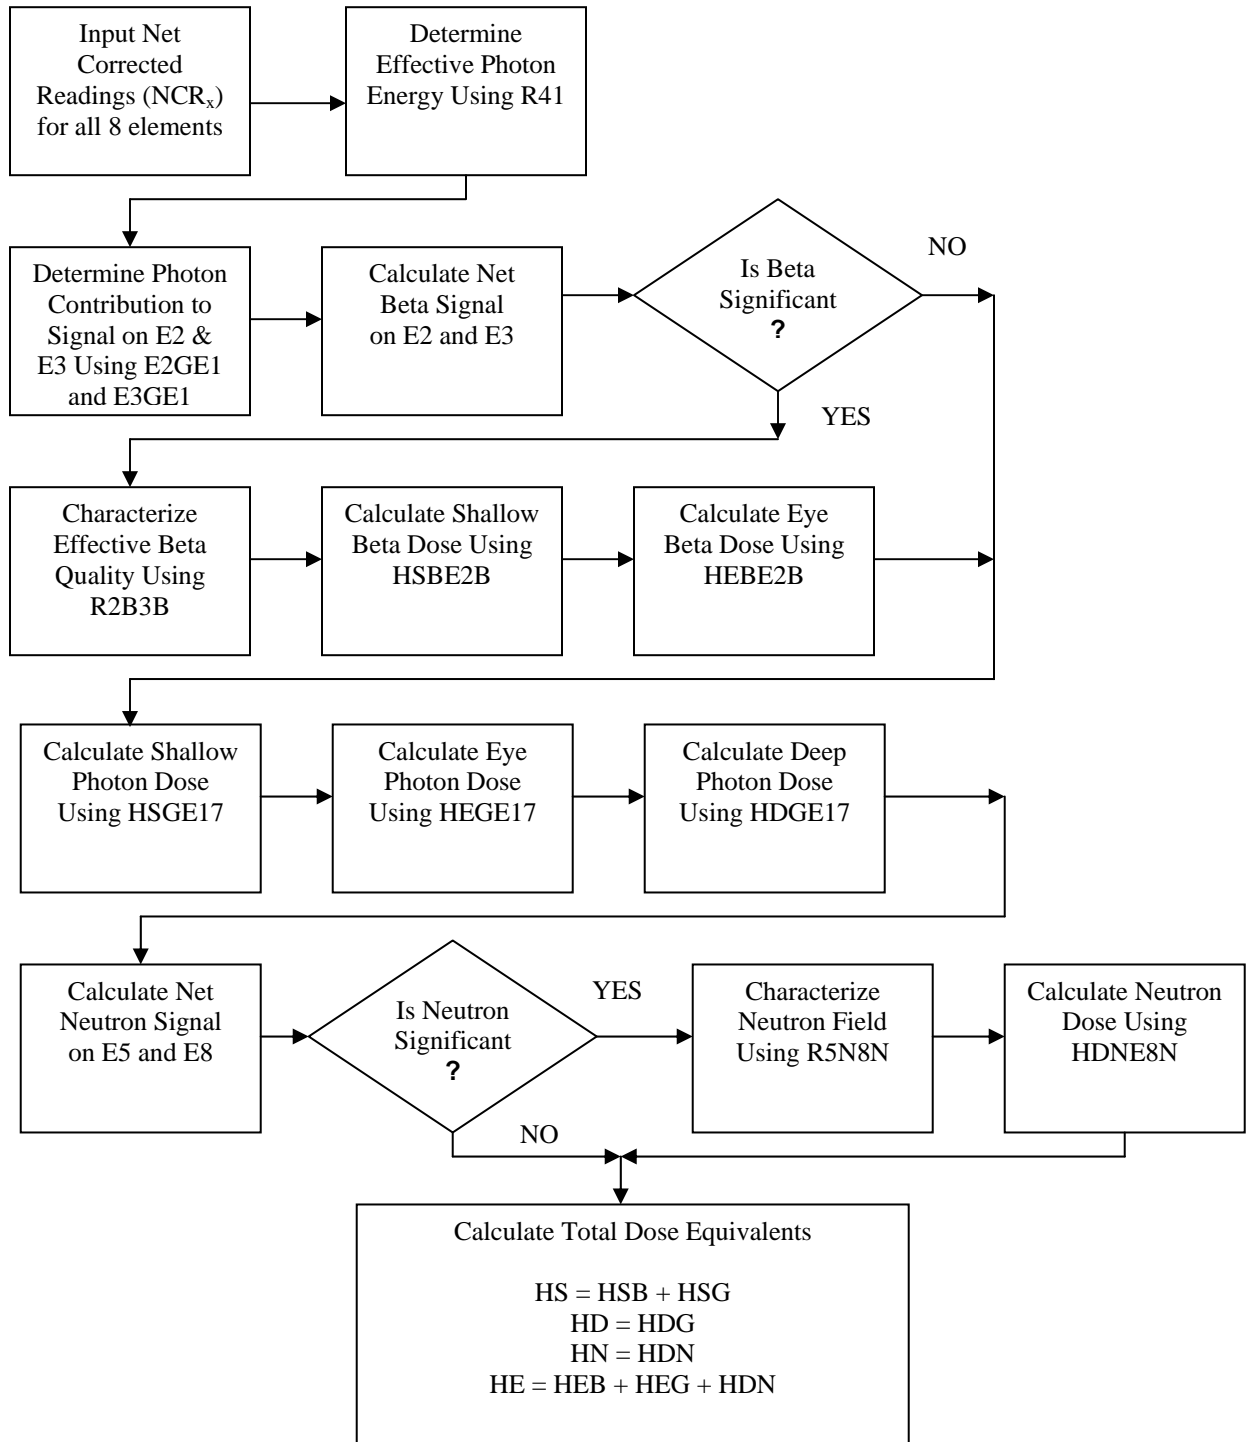 Input Net
Corrected
Readings (NCRx)
for all 8 elements
Determine
Effective Photon
Energy Using R41
Determine Photon
Contribution to
Signal on E2 &
E3 Using E2GE1
and E3GE1
Calculate Net
Beta Signal
on E2 and E3
Is Beta
Significant
?
NO
YES
Characterize
Effective Beta
Quality Using
R2B3B
Calculate Shallow
Beta Dose Using
HSBE2B
Calculate Eye
Beta Dose Using
HEBE2B
Calculate Shallow
Photon Dose
Using HSGE17
Calculate Eye
Photon Dose
Using HEGE17
Calculate Deep
Photon Dose
Using HDGE17
Calculate Net
Neutron Signal
on E5 and E8
Is Neutron
Significant
?
YES
NO
Characterize
Neutron Field
Using R5N8N
Calculate Neutron
Dose Using
HDNE8N
Calculate Total Dose Equivalents
HS = HSB + HSG
HD = HDG
HN = HDN
HE = HEB + HEG + HDN